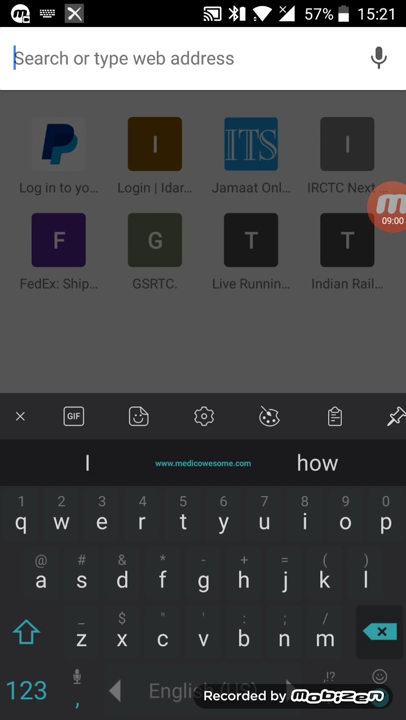 57% 15:21
Search or type web address
I I
Log in to yo... Login | Idar... Jamaat Onl... IRCTC Next
09:00
F G T T
FedEx: Ship... GSRTC. Live Runnin... Indian Rail...
GIF
I www.medicowesome.com how
1 2 3 4 5 6 7 8 9 0
q w e r t y u i o p
@ # & * - + = ( )
a s d f g h j k l
_ $ " ' : ; /
z x c v b n m
,!?
123 , English (US)
Recorded by MOBIZEN